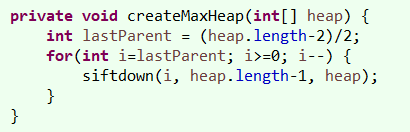 private void createMaxHeap(int[] heap) {
    int lastParent = (heap.length-2)/2;
    for(int i=lastParent; i>=0; i--) {
        siftdown(i, heap.length-1, heap);
    }
}